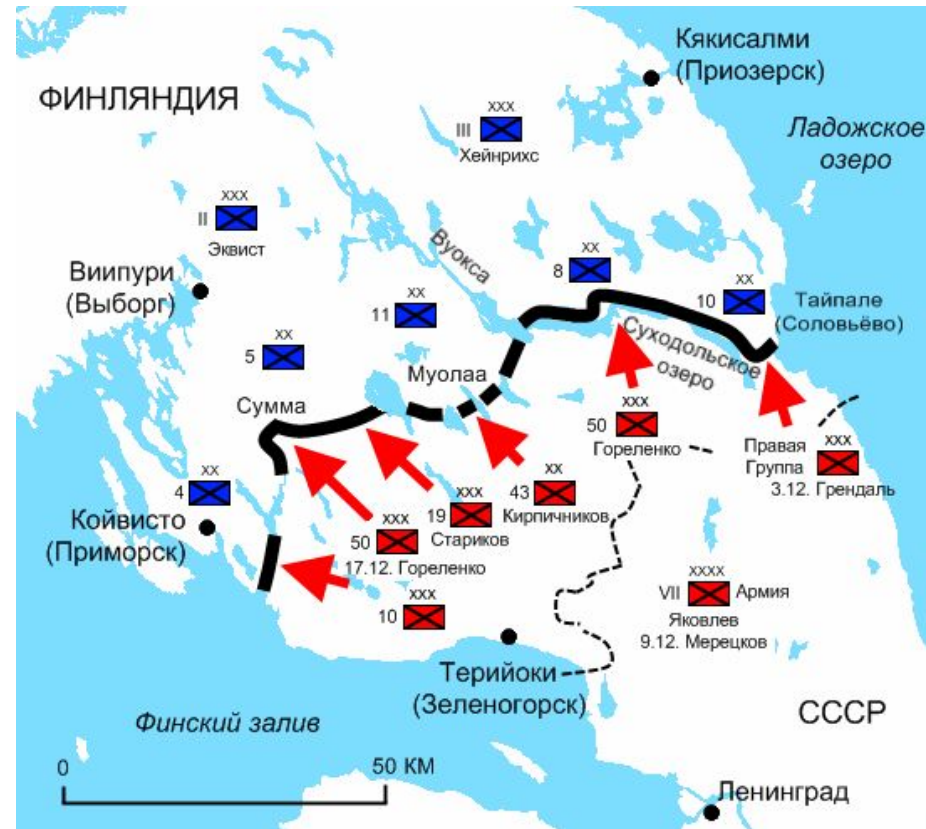 Кякисалми
(Приозерск)
ФИНЛЯНДИЯ
xxx
III
Хейнрихс
Ладожское
озеро
xxx
II
Эквист
Вуокса
Виипури
(Выборг)
xx
8
xx
10
Тайпале
(Соловьёво)
xx
11
xx
5
Суходольское
озеро
Муолаа
Сумма
xxx
50
Гореленко
Правая
Группа
xxx
3.12. Грендаль
xx
4
xx
43
Кирпичников
xxx
19
Стариков
Койвисто
(Приморск)
xxx
50
17.12. Гореленко
xxxx
VII
Армия
Яковлев
9.12. Мерецков
xxx
10
Терийоки
(Зеленогорск)
СССР
Финский залив
0
50 КМ
Ленинград